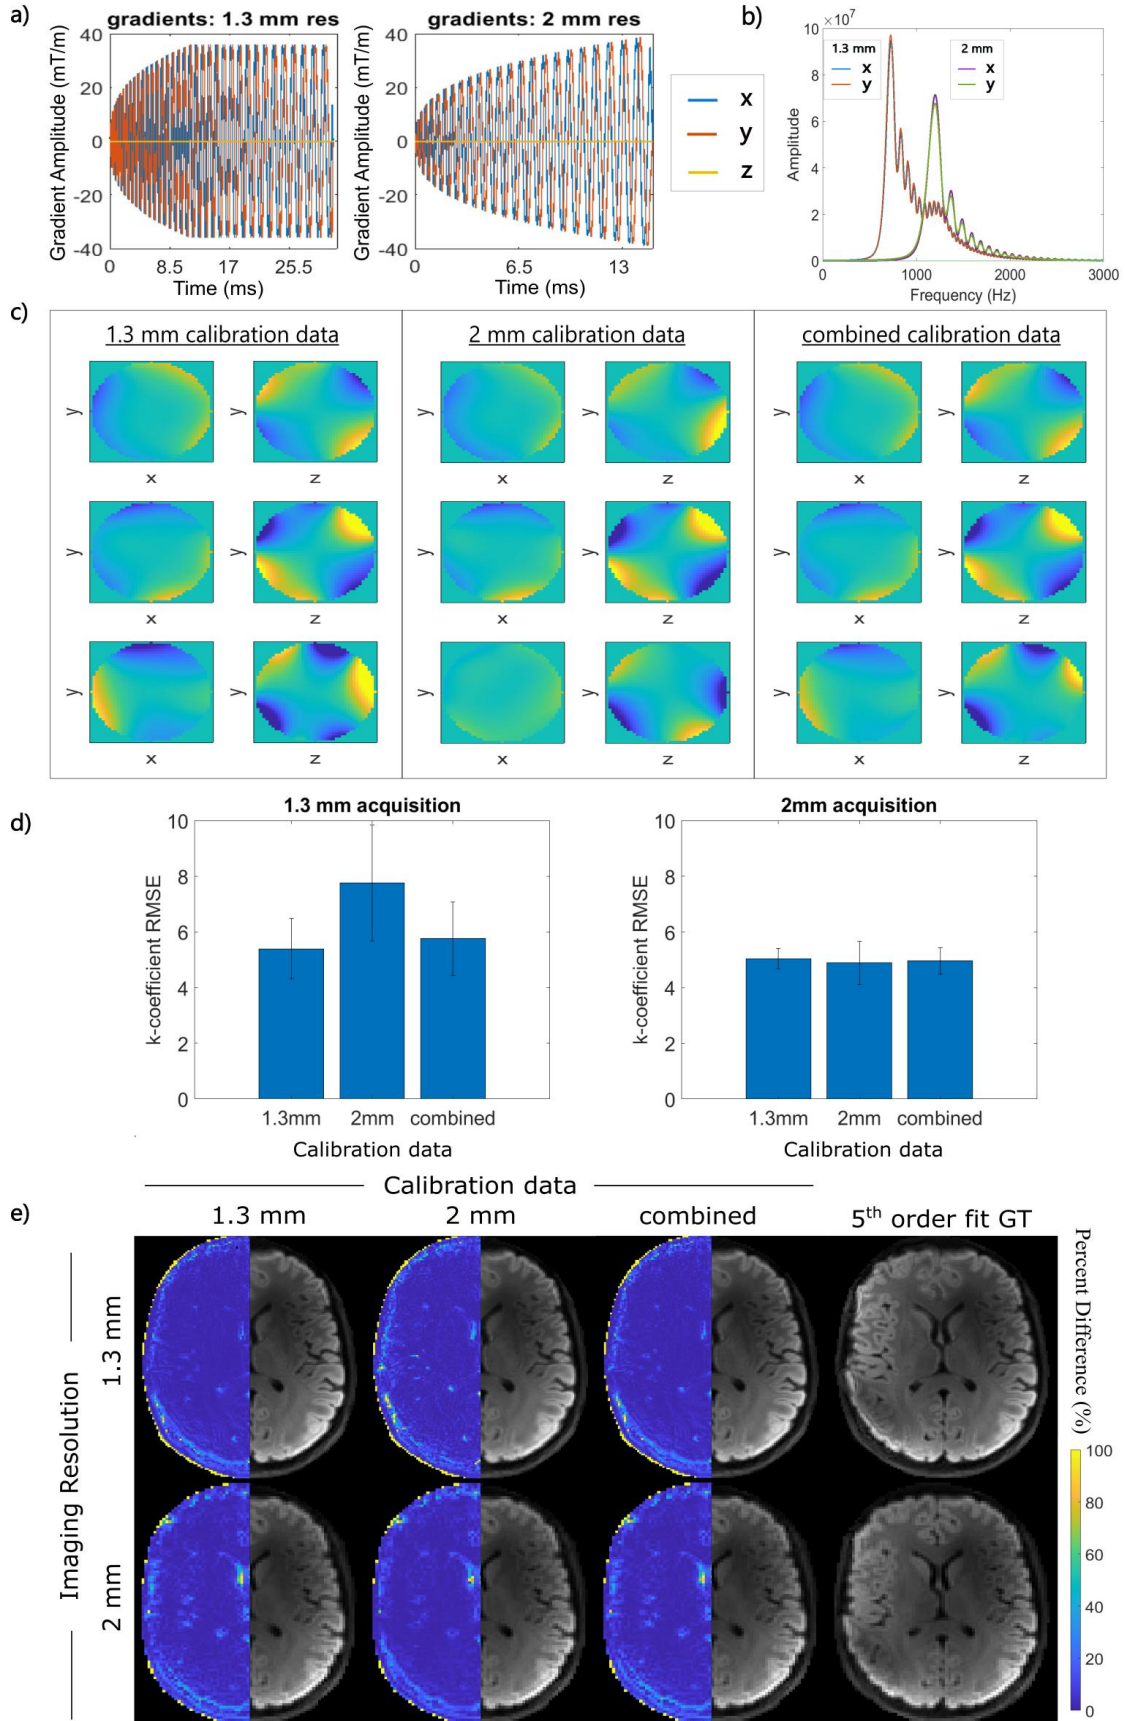 a)
gradients: 1.3 mm res
gradients: 2 mm res
Gradient Amplitude (mT/m)
40
20
0
-20
-40
0 8.5 17 25.5
Time (ms)
Gradient Amplitude (mT/m)
40
20
0
-20
-40
0 6.5 13
Time (ms)
x
y
z
b)
×10⁷
10
8
6
4
2
0
Amplitude
1.3 mm
x
y
2 mm
x
y
0 1000 2000 3000
Frequency (Hz)
c)
1.3 mm calibration data
2 mm calibration data
combined calibration data
y y y y y y
x z x z x z
y y y y y y
x z x z x z
y y y y y y
x z x z x z
d)
1.3 mm acquisition
k-coefficient RMSE
10
8
6
4
2
0
1.3mm 2mm combined
Calibration data
2mm acquisition
k-coefficient RMSE
10
8
6
4
2
0
1.3mm 2mm combined
Calibration data
e)
Calibration data
1.3 mm 2 mm combined 5th order fit GT
Imaging Resolution
1.3 mm
2 mm
Percent Difference (%)
100
80
60
40
20
0